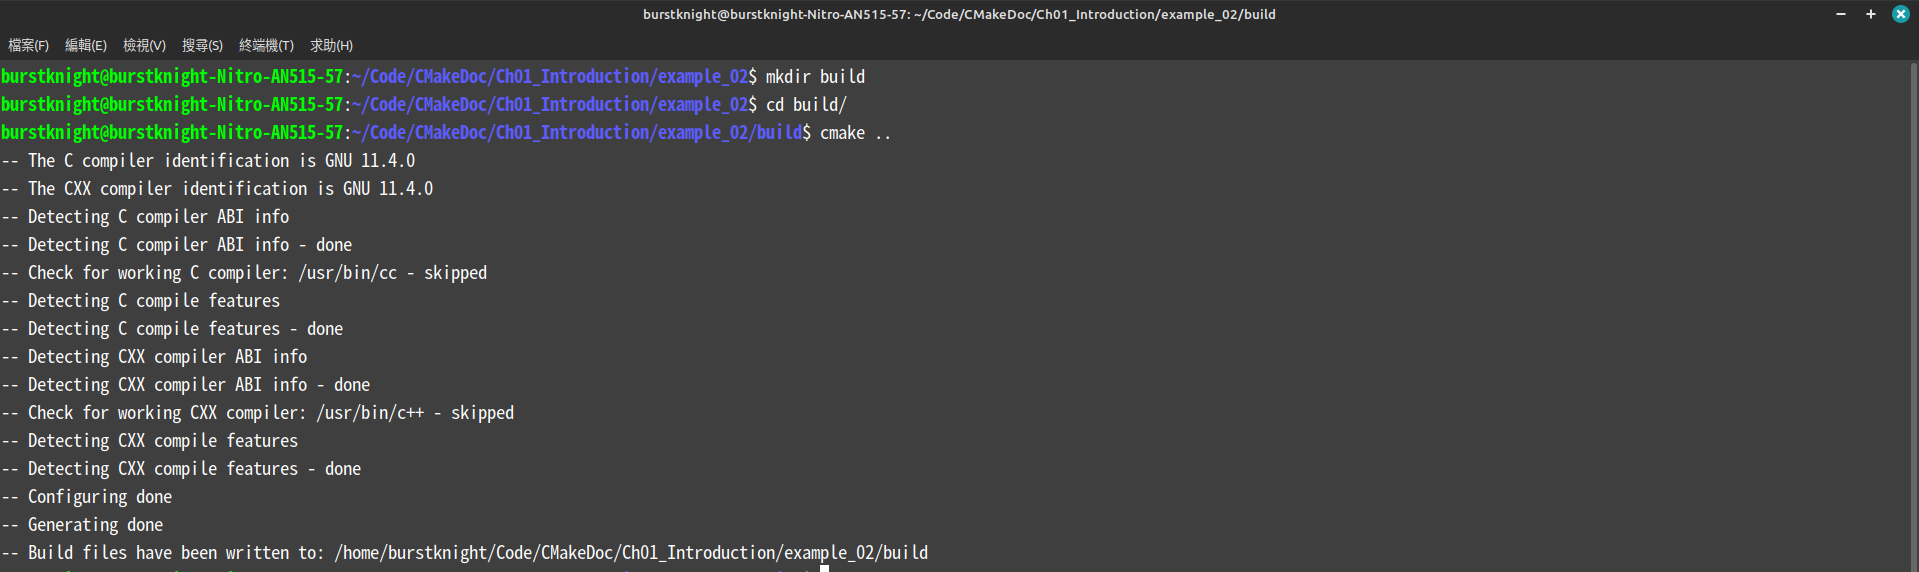 burstknight@burstknight-Nitro-AN515-57: ~/Code/CMakeDoc/Ch01_Introduction/example_02/build
檔案(F) 編輯(E) 檢視(V) 搜尋(S) 終端機(T) 求助(H)
burstknight@burstknight-Nitro-AN515-57:~/Code/CMakeDoc/Ch01_Introduction/example_02$ mkdir build
burstknight@burstknight-Nitro-AN515-57:~/Code/CMakeDoc/Ch01_Introduction/example_02$ cd build/
burstknight@burstknight-Nitro-AN515-57:~/Code/CMakeDoc/Ch01_Introduction/example_02/build$ cmake ..
-- The C compiler identification is GNU 11.4.0
-- The CXX compiler identification is GNU 11.4.0
-- Detecting C compiler ABI info
-- Detecting C compiler ABI info - done
-- Check for working C compiler: /usr/bin/cc - skipped
-- Detecting C compile features
-- Detecting C compile features - done
-- Detecting CXX compiler ABI info
-- Detecting CXX compiler ABI info - done
-- Check for working CXX compiler: /usr/bin/c++ - skipped
-- Detecting CXX compile features
-- Detecting CXX compile features - done
-- Configuring done
-- Generating done
-- Build files have been written to: /home/burstknight/Code/CMakeDoc/Ch01_Introduction/example_02/build